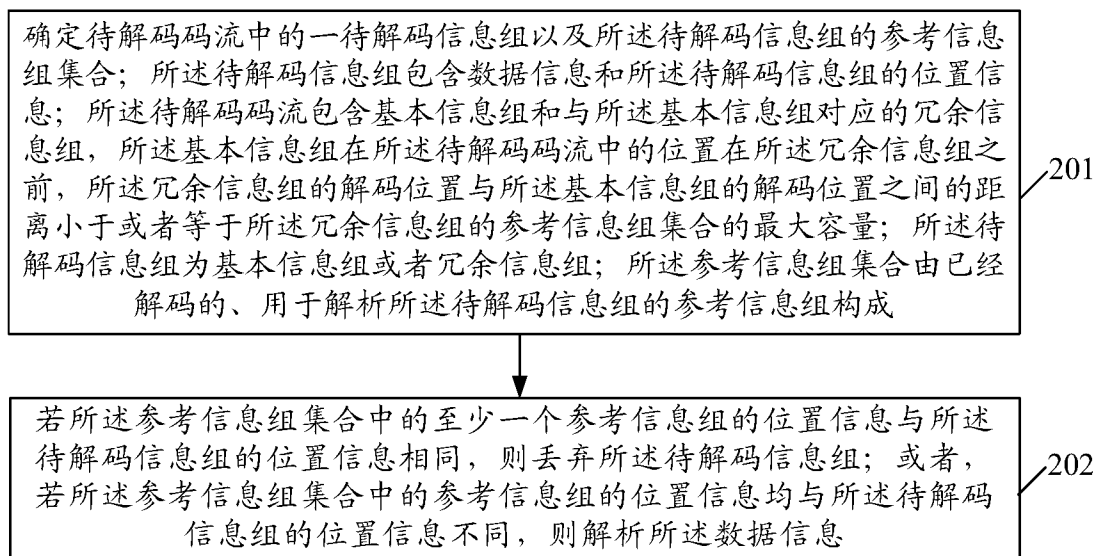 确定待解码码流中的一待解码信息组以及所述待解码信息组的参考信息
组集合；所述待解码信息组包含数据信息和所述待解码信息组的位置信
息；所述待解码码流包含基本信息组和与所述基本信息组对应的冗余信
息组，所述基本信息组在所述待解码码流中的位置在所述冗余信息组之
前，所述冗余信息组的解码位置与所述基本信息组的解码位置之间的距
离小于或者等于所述冗余信息组的参考信息组集合的最大容量；所述待
解码信息组为基本信息组或者冗余信息组；所述参考信息组集合由已经
解码的、用于解析所述待解码信息组的参考信息组构成
201
若所述参考信息组集合中的至少一个参考信息组的位置信息与所述
待解码信息组的位置信息相同，则丢弃所述待解码信息组；或者，
若所述参考信息组集合中的参考信息组的位置信息均与所述待解码
信息组的位置信息不同，则解析所述数据信息
202